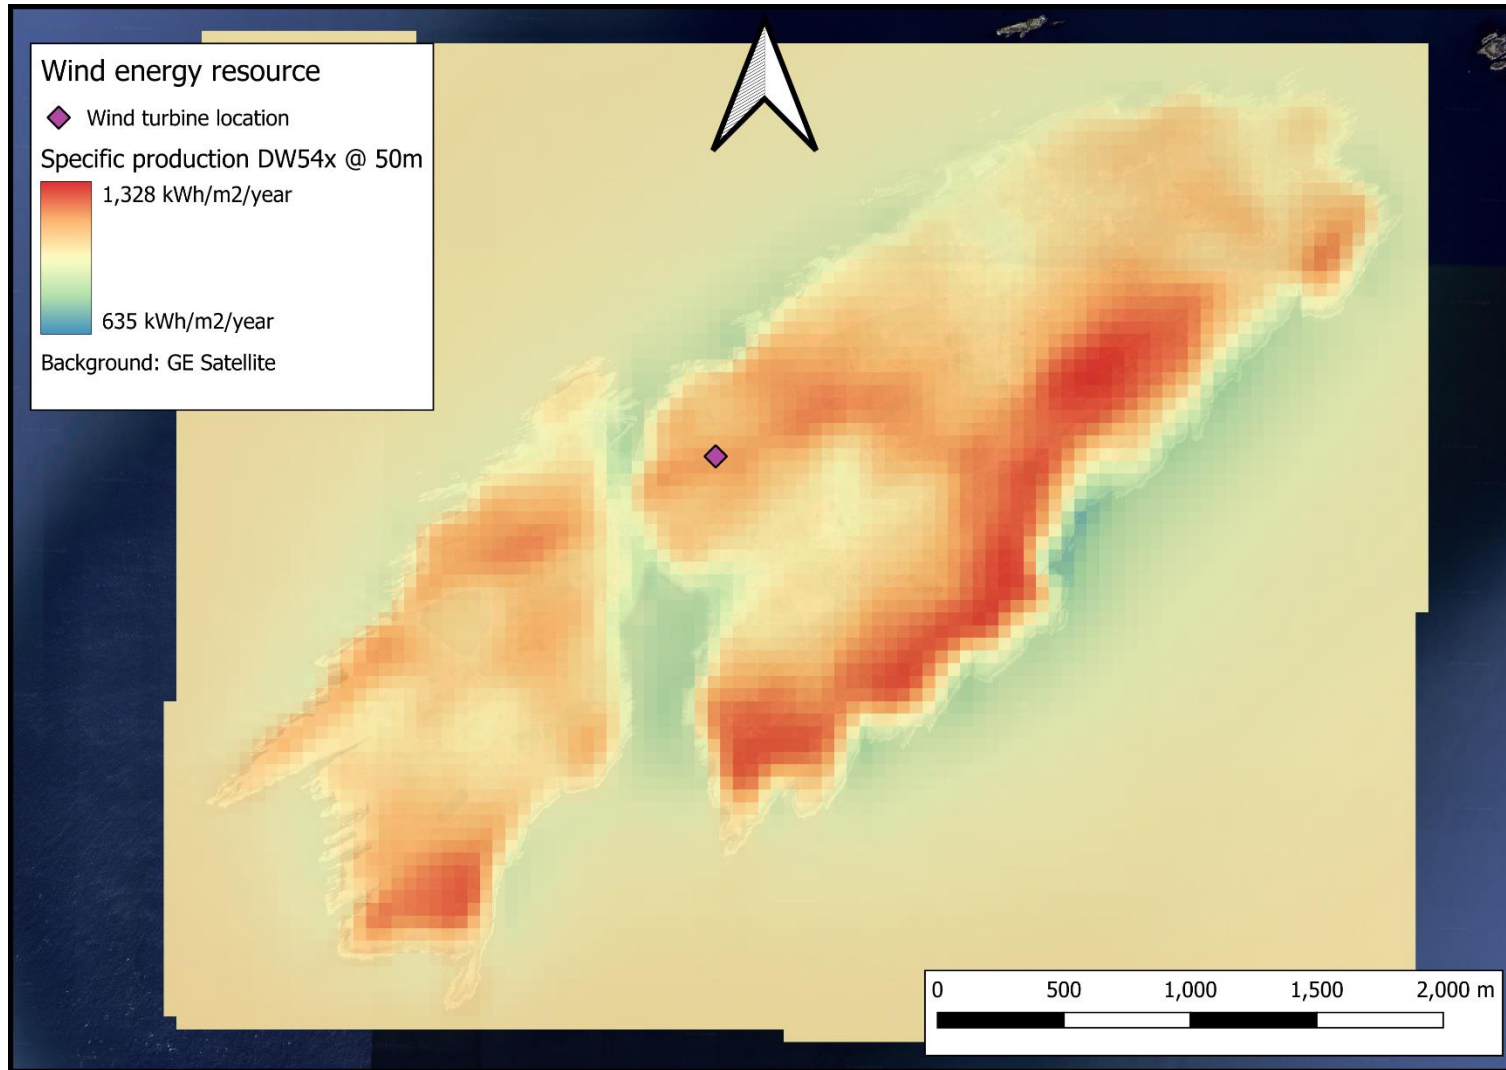 Wind energy resource
Wind turbine location
Specific production DW54x @ 50m
1,328 kWh/m2/year
635 kWh/m2/year
Background: GE Satellite
0 500 1,000 1,500 2,000 m